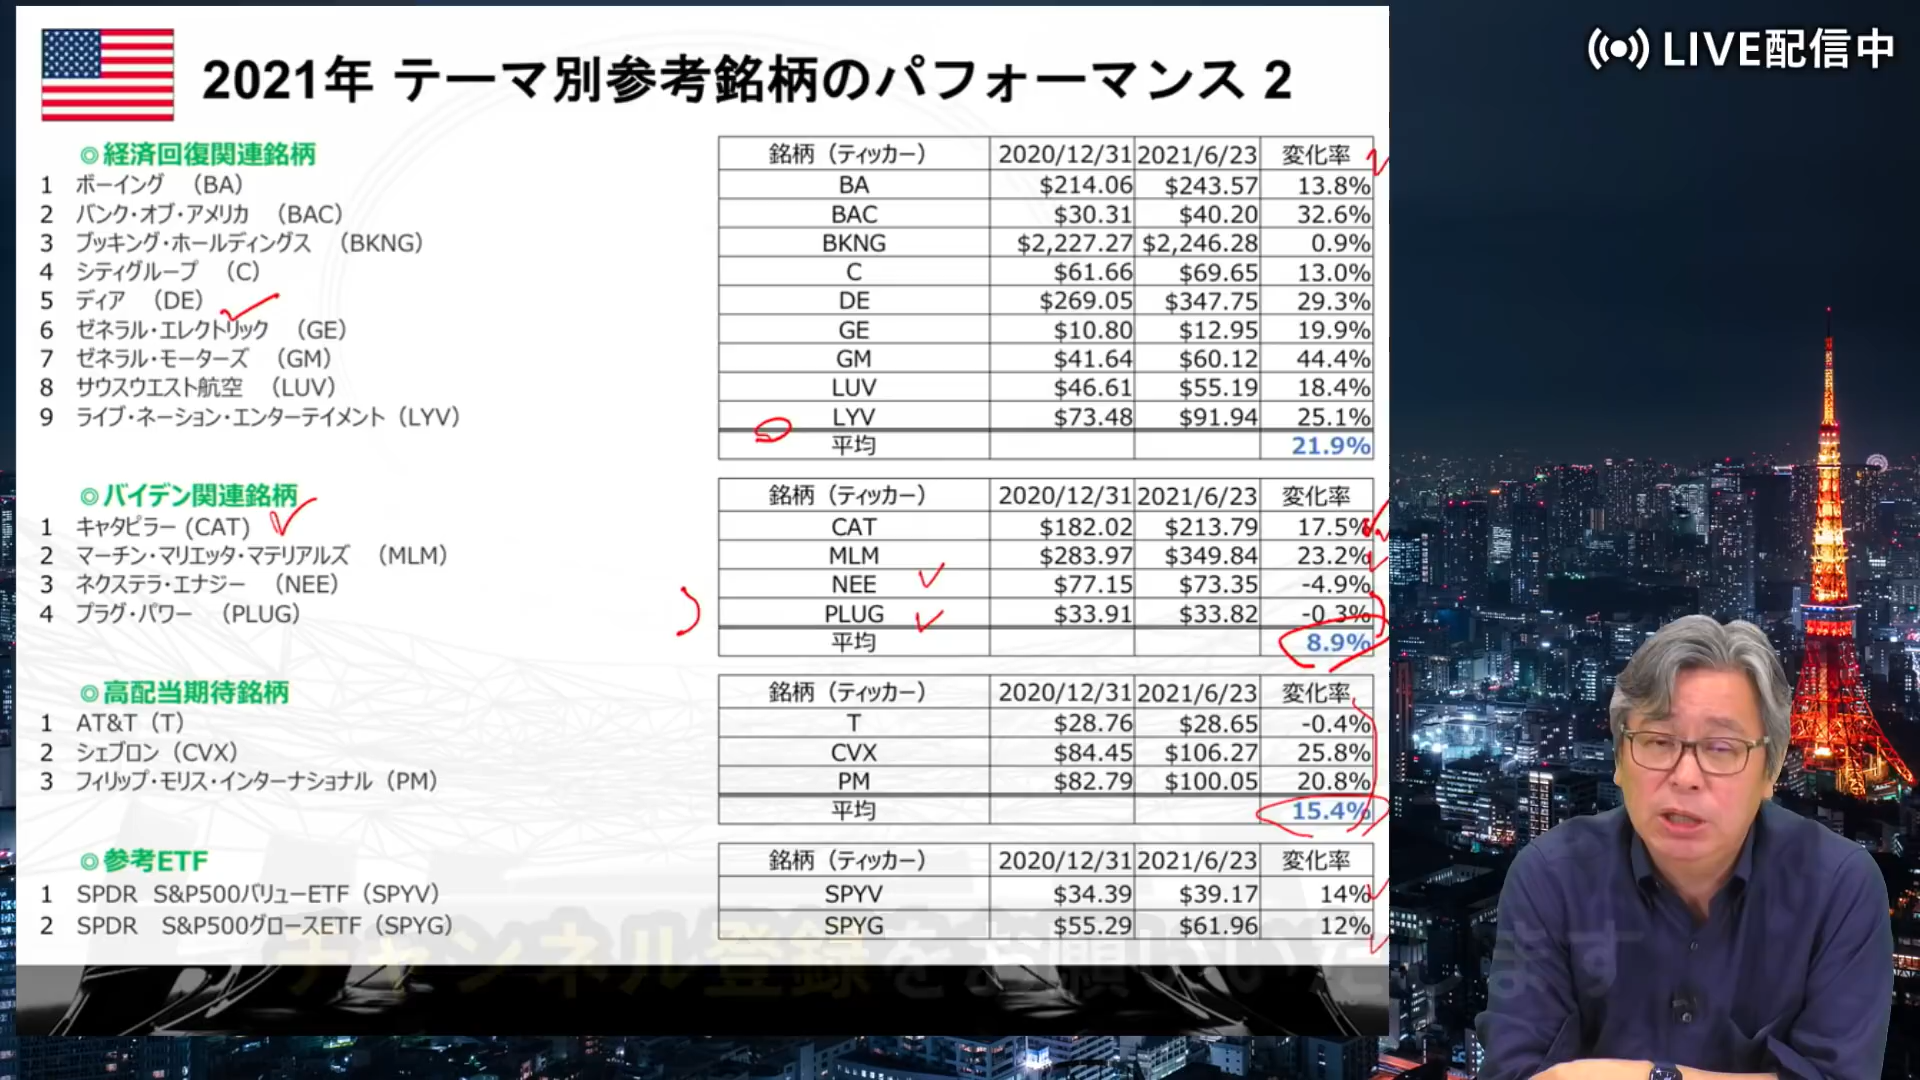 LIVE配信中
2021年 テーマ別参考銘柄のパフォーマンス 2
◎経済回復関連銘柄
1 ボーイング （BA）
2 バンク・オブ・アメリカ （BAC）
3 ブッキング・ホールディングス （BKNG）
4 シティグループ （C）
5 ディア （DE）
6 ゼネラル・エレクトリック （GE）
7 ゼネラル・モーターズ （GM）
8 サウスウエスト航空 （LUV）
9 ライブ・ネーション・エンターテイメント（LYV）
銘柄（ティッカー） 2020/12/31 2021/6/23 変化率
BA $214.06 $243.57 13.8%
BAC $30.31 $40.20 32.6%
BKNG $2,227.27 $2,246.28 0.9%
C $61.66 $69.65 13.0%
DE $269.05 $347.75 29.3%
GE $10.80 $12.95 19.9%
GM $41.64 $60.12 44.4%
LUV $46.61 $55.19 18.4%
LYV $73.48 $91.94 25.1%
平均 21.9%
◎バイデン関連銘柄
1 キャタピラー (CAT)
2 マーチン・マリエッタ・マテリアルズ （MLM）
3 ネクステラ・エナジー （NEE）
4 プラグ・パワー （PLUG）
銘柄（ティッカー） 2020/12/31 2021/6/23 変化率
CAT $182.02 $213.79 17.5%
MLM $283.97 $349.84 23.2%
NEE $77.15 $73.35 -4.9%
PLUG $33.91 $33.82 -0.3%
平均 8.9%
◎高配当期待銘柄
1 AT&T（T）
2 シェブロン（CVX）
3 フィリップ・モリス・インターナショナル（PM）
銘柄（ティッカー） 2020/12/31 2021/6/23 変化率
T $28.76 $28.65 -0.4%
CVX $84.45 $106.27 25.8%
PM $82.79 $100.05 20.8%
平均 15.4%
◎参考ETF
1 SPDR S&P500バリューETF（SPYV）
2 SPDR S&P500グロースETF（SPYG）
銘柄（ティッカー） 2020/12/31 2021/6/23 変化率
SPYV $34.39 $39.17 14%
SPYG $55.29 $61.96 12%
チャンネル登録をお願いいたします